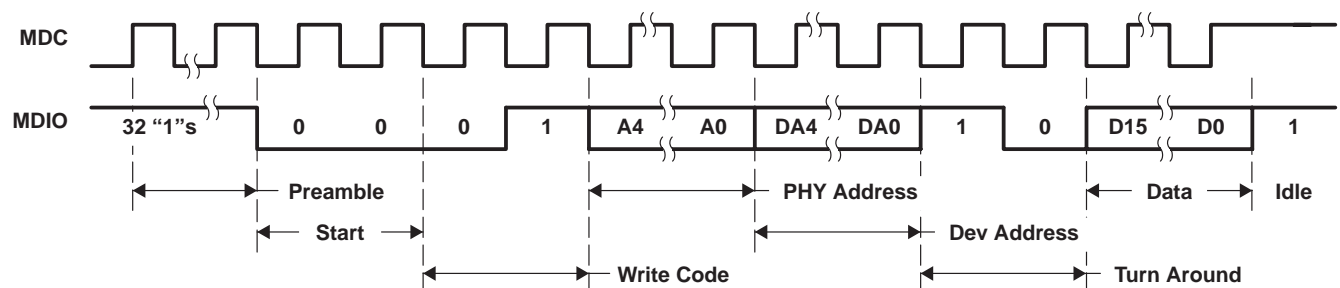 MDC
MDIO
32 “1”s 0 0 0 1 A4 A0 DA4 DA0 1 0 D15 D0 1
Preamble PHY Address Data Idle
Start Dev Address
Write Code Turn Around